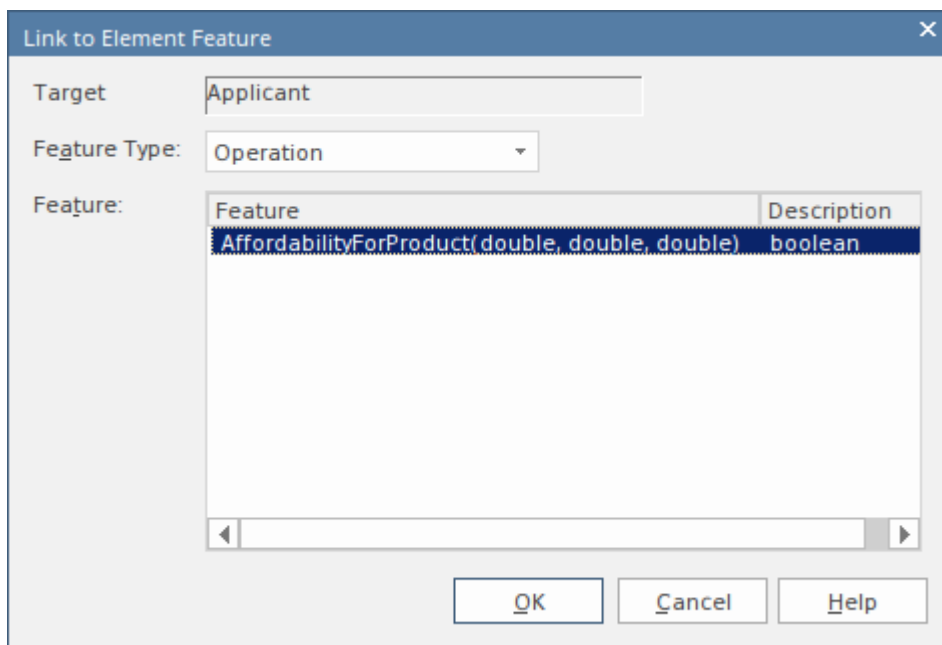 Link to Element Feature
Target Applicant
Feature Type: Operation
Feature: Feature Description
AffordabilityForProduct(double, double, double) boolean
OK Cancel Help